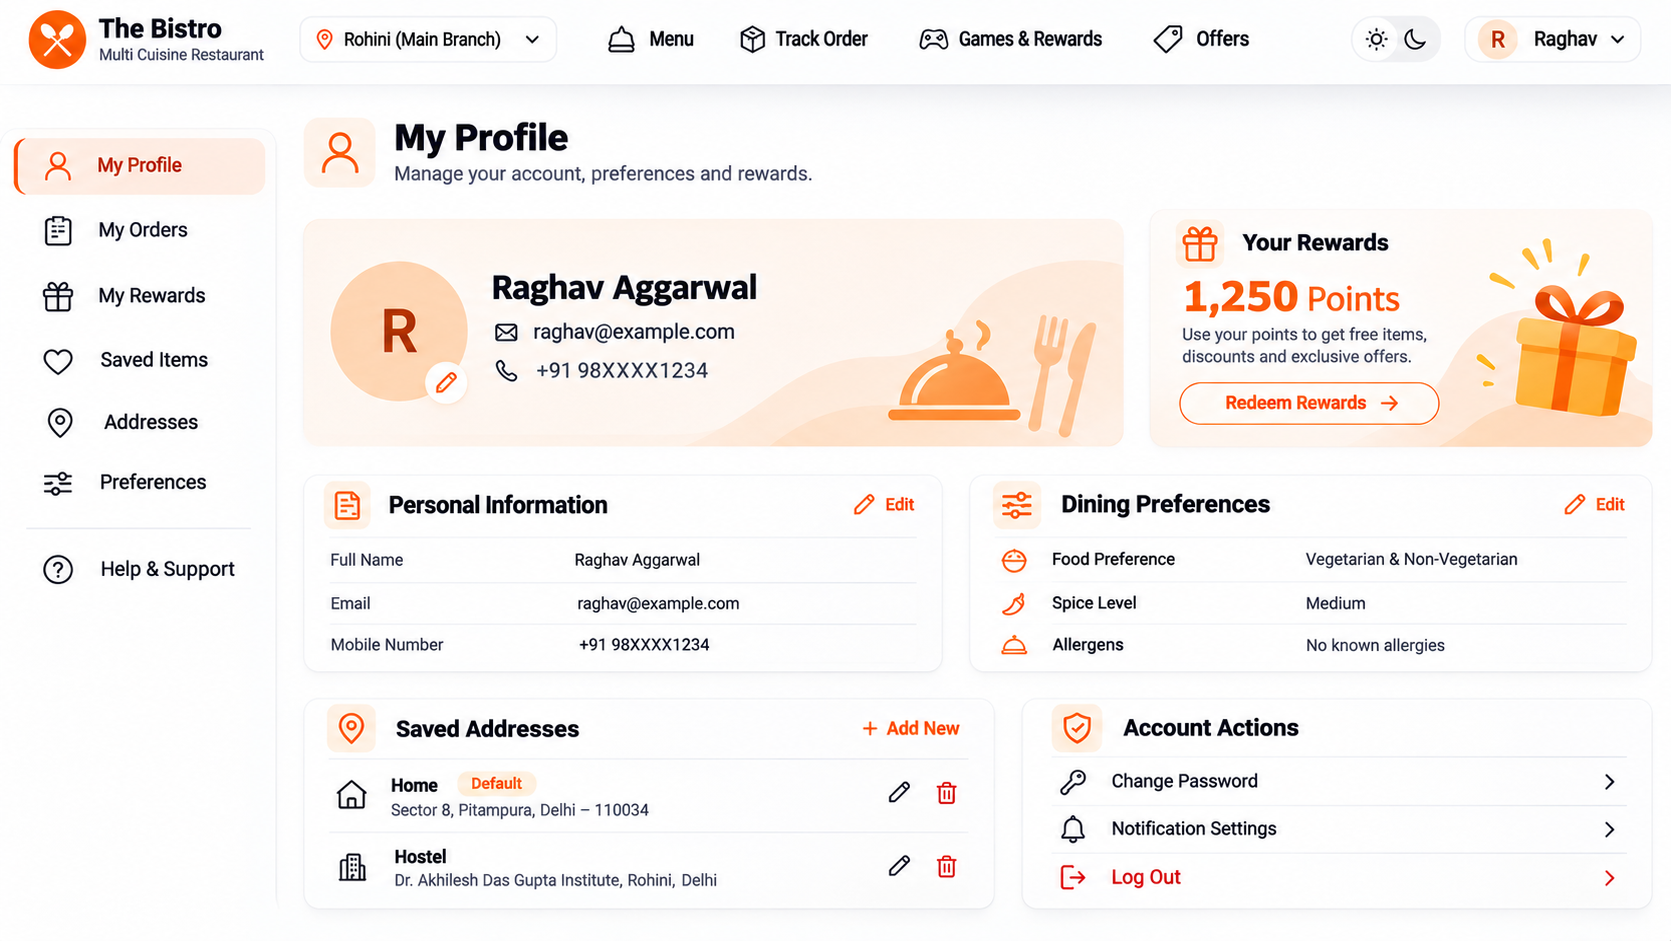 The Bistro
Multi Cuisine Restaurant
Rohini (Main Branch)
Menu
Track Order
Games & Rewards
Offers
R
Raghav
My Profile
My Orders
My Rewards
Saved Items
Addresses
Preferences
Help & Support
My Profile
Manage your account, preferences and rewards.
R
Raghav Aggarwal
raghav@example.com
+91 98XXXX1234
Your Rewards
1,250 Points
Use your points to get free items,
discounts and exclusive offers.
Redeem Rewards →
Personal Information
Edit
Full Name Raghav Aggarwal
Email raghav@example.com
Mobile Number +91 98XXXX1234
Dining Preferences
Edit
Food Preference Vegetarian & Non-Vegetarian
Spice Level Medium
Allergens No known allergies
Saved Addresses
+ Add New
Home Default
Sector 8, Pitampura, Delhi – 110034
Hostel
Dr. Akhilesh Das Gupta Institute, Rohini, Delhi
Account Actions
Change Password
Notification Settings
Log Out